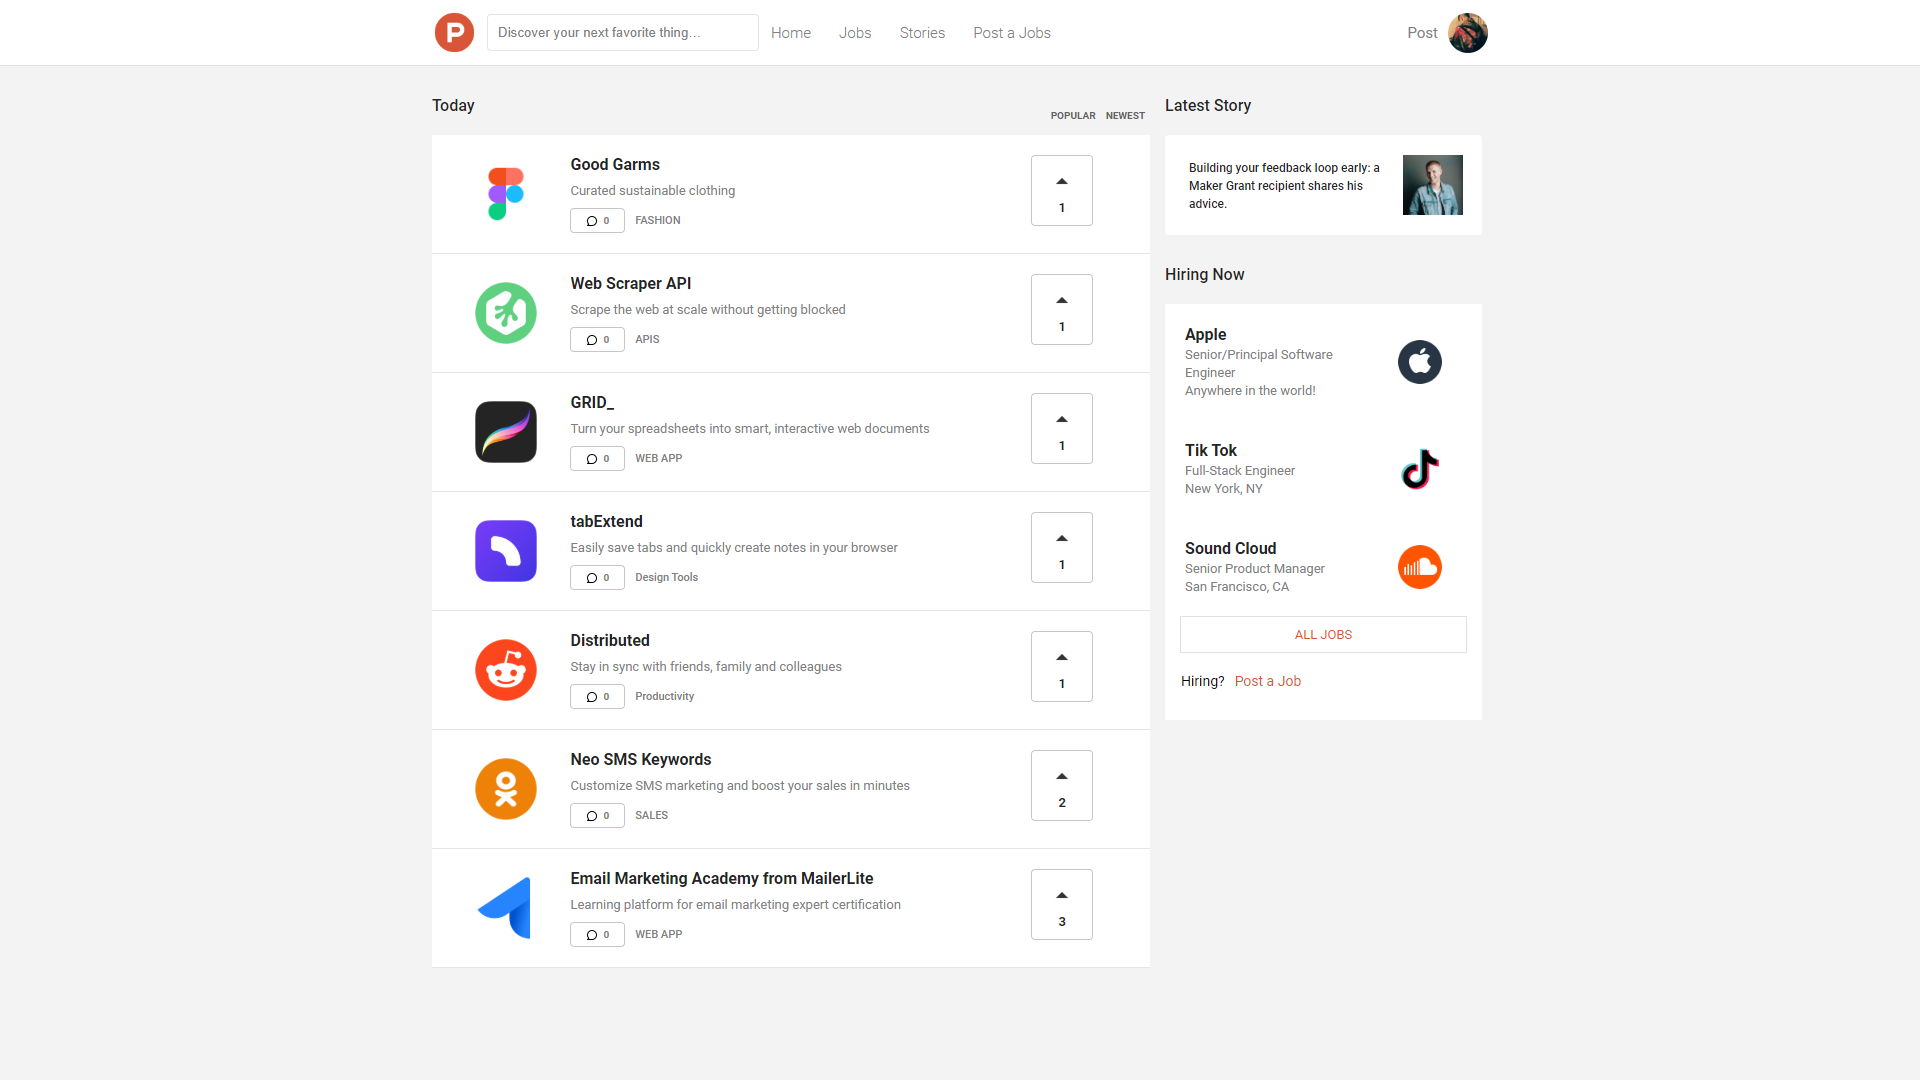 P
Discover your next favorite thing...
Home
Jobs
Stories
Post a Jobs
Post
Today
POPULAR
NEWEST
Good Garms
Curated sustainable clothing
0
FASHION
1
Web Scraper API
Scrape the web at scale without getting blocked
0
APIS
1
GRID_
Turn your spreadsheets into smart, interactive web documents
0
WEB APP
1
tabExtend
Easily save tabs and quickly create notes in your browser
0
Design Tools
1
Distributed
Stay in sync with friends, family and colleagues
0
Productivity
1
Neo SMS Keywords
Customize SMS marketing and boost your sales in minutes
0
SALES
2
Email Marketing Academy from MailerLite
Learning platform for email marketing expert certification
0
WEB APP
3
Latest Story
Building your feedback loop early: a
Maker Grant recipient shares his
advice.
Hiring Now
Apple
Senior/Principal Software
Engineer
Anywhere in the world!
Tik Tok
Full-Stack Engineer
New York, NY
Sound Cloud
Senior Product Manager
San Francisco, CA
ALL JOBS
Hiring? Post a Job